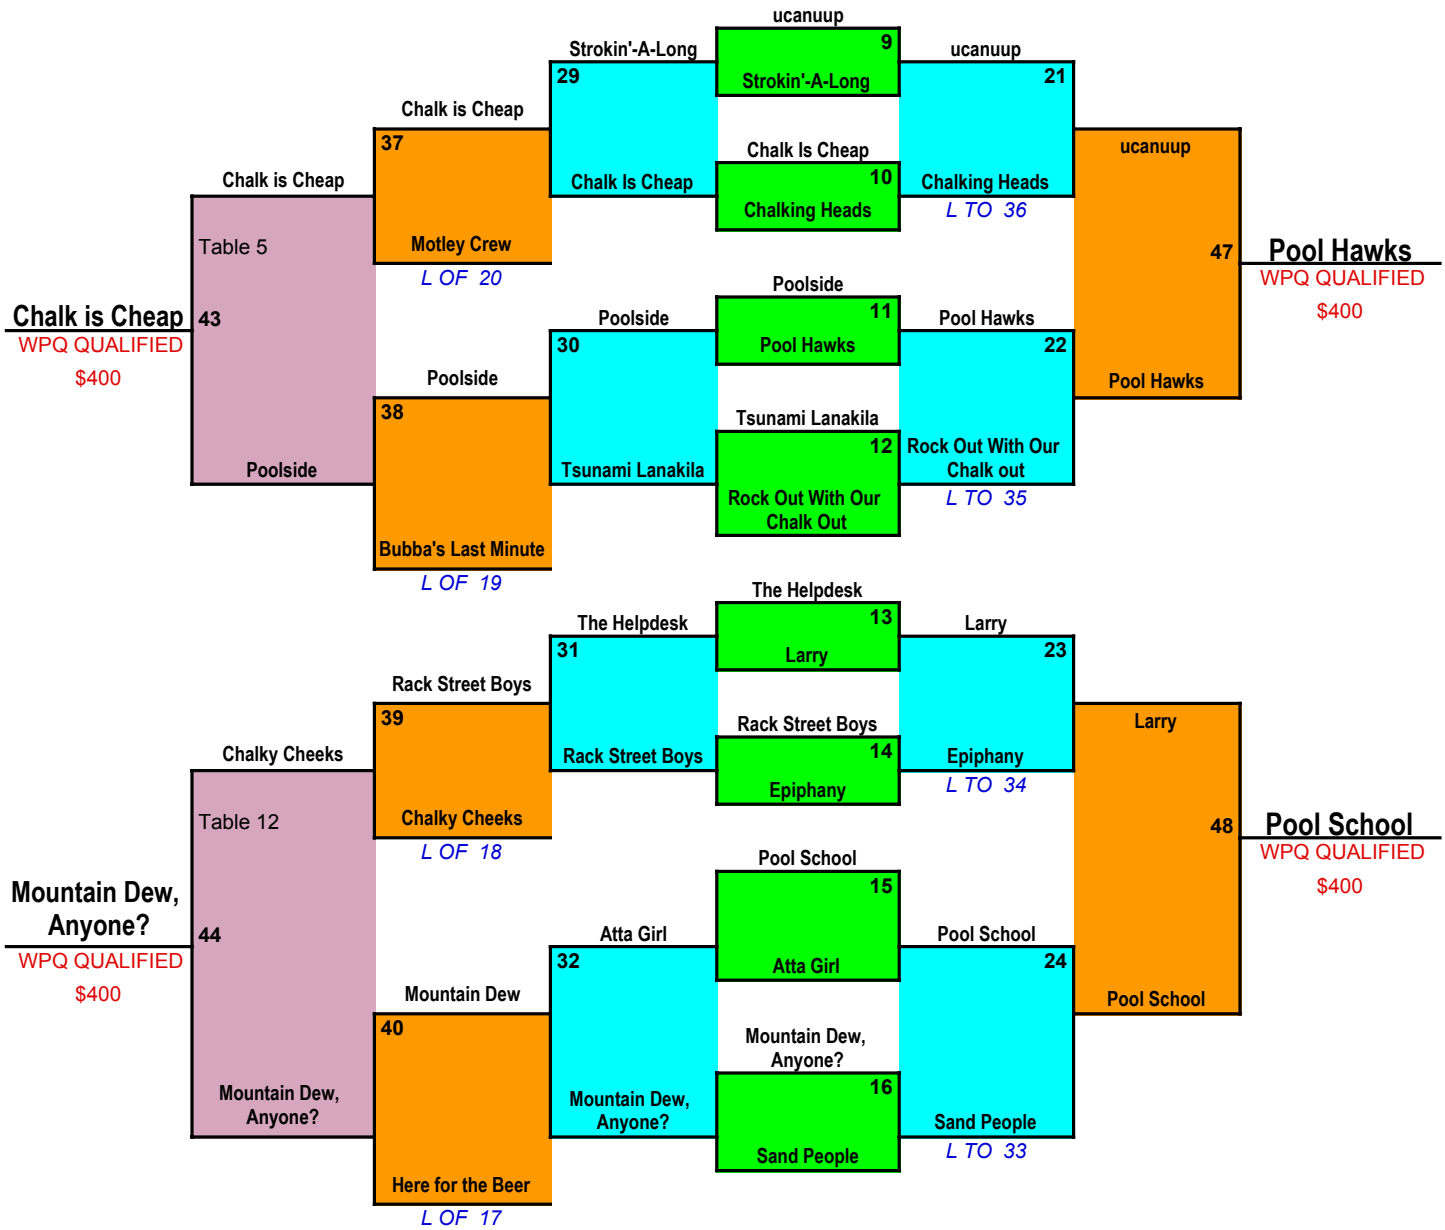 ucanuup
9
Strokin'-A-Long
Strokin'-A-Long
ucanuup
29
21
Chalk is Cheap
37
Chalk Is Cheap
10
Chalking Heads
ucanuup
Chalk is Cheap
Chalk Is Cheap
Chalking Heads
L TO 36
Table 5
Motley Crew
L OF 20
47
Pool Hawks
WPQ QUALIFIED
$400
Chalk is Cheap
43
WPQ QUALIFIED
$400
Poolside
11
Pool Hawks
Poolside
30
Pool Hawks
22
Poolside
38
Pool Hawks
Tsunami Lanakila
12
Rock Out With Our
Chalk Out
Poolside
Tsunami Lanakila
Rock Out With Our
Chalk out
L TO 35
Bubba's Last Minute
L OF 19
The Helpdesk
13
Larry
The Helpdesk
31
Larry
23
Rack Street Boys
39
Rack Street Boys
14
Epiphany
Larry
Chalky Cheeks
Rack Street Boys
Epiphany
L TO 34
Table 12
Chalky Cheeks
L OF 18
48
Pool School
WPQ QUALIFIED
$400
Mountain Dew,
Anyone?
44
WPQ QUALIFIED
$400
Pool School
15
Atta Girl
Atta Girl
32
Pool School
24
Mountain Dew
40
Pool School
Mountain Dew,
Anyone?
16
Sand People
Mountain Dew,
Anyone?
Mountain Dew,
Anyone?
Sand People
L TO 33
Here for the Beer
L OF 17